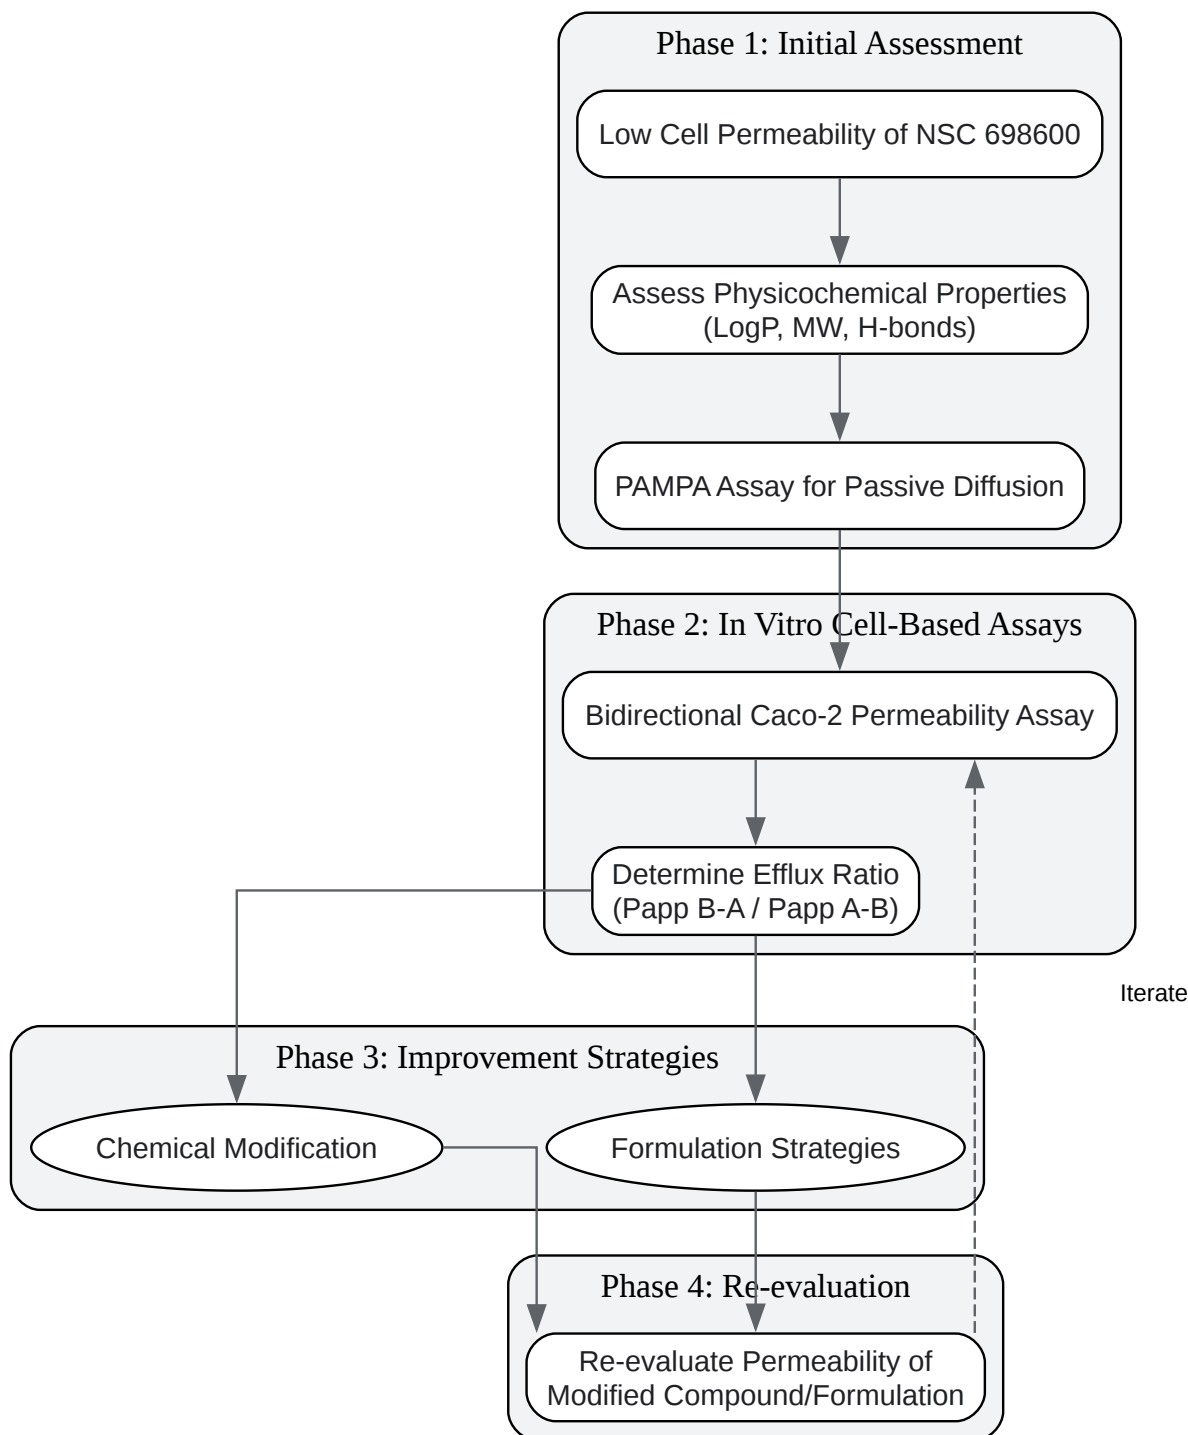 Phase 1: Initial Assessment
Low Cell Permeability of NSC 698600
Assess Physicochemical Properties
(LogP, MW, H-bonds)
PAMPA Assay for Passive Diffusion
Phase 2: In Vitro Cell-Based Assays
Bidirectional Caco-2 Permeability Assay
Determine Efflux Ratio
(Papp B-A / Papp A-B)
Iterate
Phase 3: Improvement Strategies
Chemical Modification
Formulation Strategies
Phase 4: Re-evaluation
Re-evaluate Permeability of
Modified Compound/Formulation